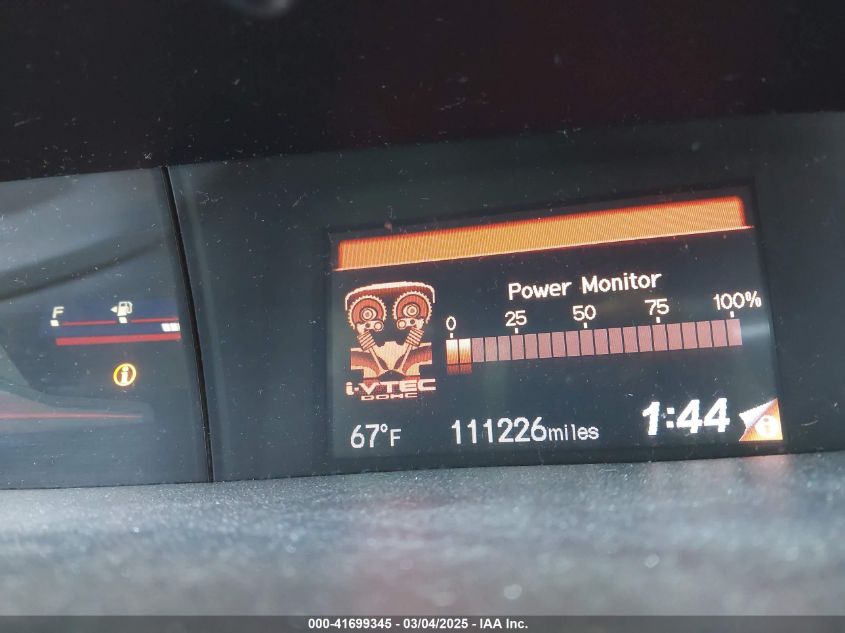 F
Power Monitor
0 25 50 75 100%
i-VTEC
DOHC
67°F 111226miles 1:44
000-41699345 - 03/04/2025 - IAA Inc.